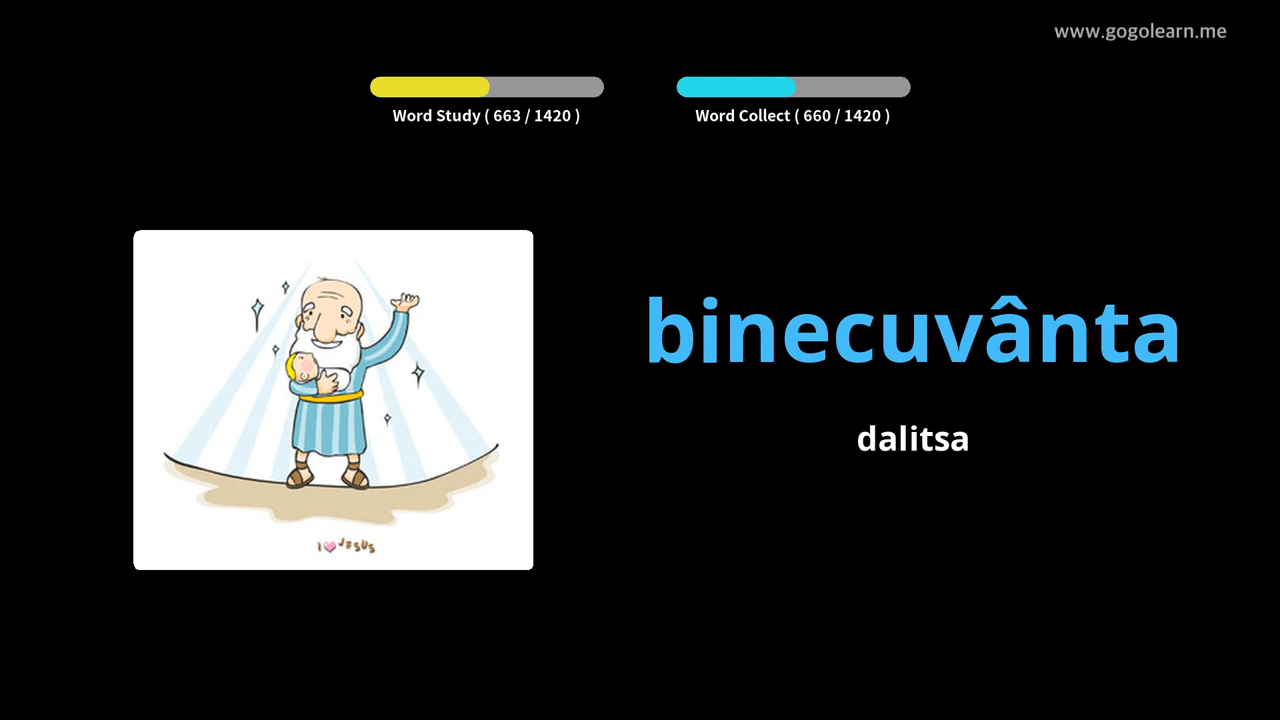 www.gogolearn.me
Word Study ( 663 / 1420 )
Word Collect ( 660 / 1420 )
binecuvânta
dalitsa
I JESUS